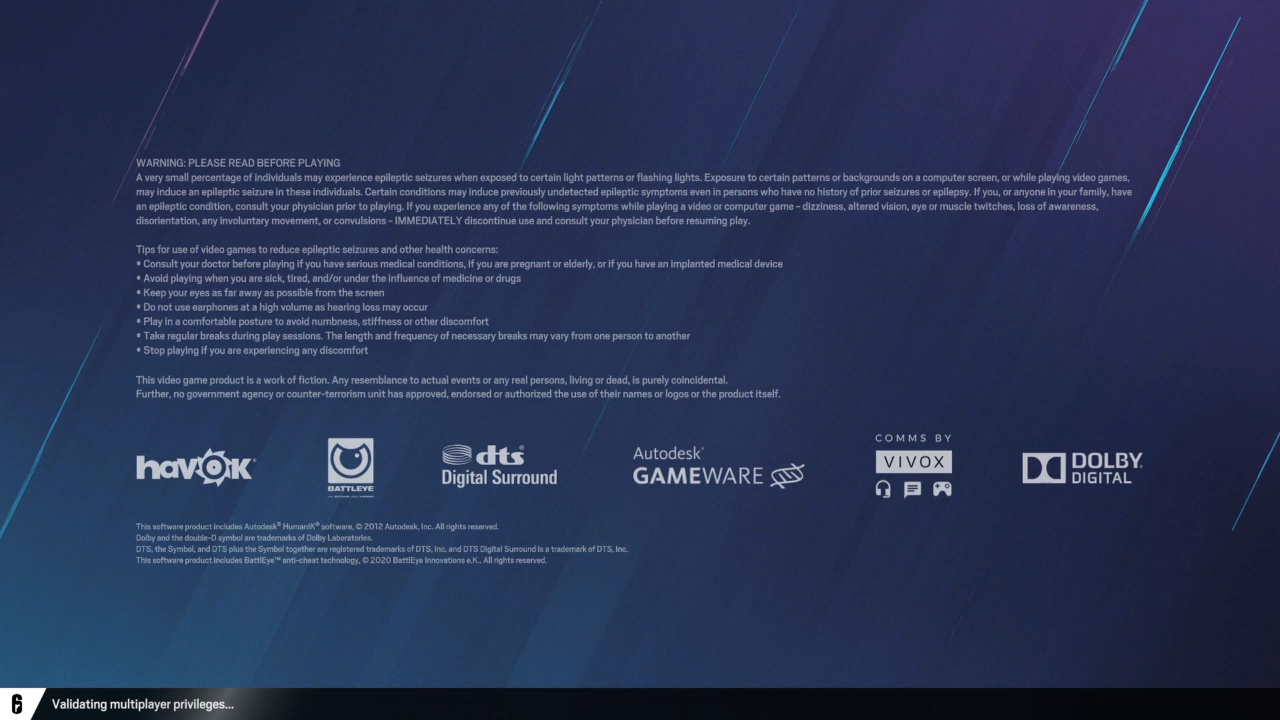 WARNING: PLEASE READ BEFORE PLAYING
A very small percentage of individuals may experience epileptic seizures when exposed to certain light patterns or flashing lights. Exposure to certain patterns or backgrounds on a computer screen, or while playing video games,
may induce an epileptic seizure in these individuals. Certain conditions may induce previously undetected epileptic symptoms even in persons who have no history of prior seizures or epilepsy. If you, or anyone in your family, have
an epileptic condition, consult your physician prior to playing. If you experience any of the following symptoms while playing a video or computer game - dizziness, altered vision, eye or muscle twitches, loss of awareness,
disorientation, any involuntary movement, or convulsions - IMMEDIATELY discontinue use and consult your physician before resuming play.
Tips for use of video games to reduce epileptic seizures and other health concerns:
• Consult your doctor before playing if you have serious medical conditions, if you are pregnant or elderly, or if you have an implanted medical device
• Avoid playing when you are sick, tired, and/or under the influence of medicine or drugs
• Keep your eyes as far away as possible from the screen
• Do not use earphones at a high volume as hearing loss may occur
• Play in a comfortable posture to avoid numbness, stiffness or other discomfort
• Take regular breaks during play sessions. The length and frequency of necessary breaks may vary from one person to another
• Stop playing if you are experiencing any discomfort
This video game product is a work of fiction. Any resemblance to actual events or any real persons, living or dead, is purely coincidental.
Further, no government agency or counter-terrorism unit has approved, endorsed or authorized the use of their names or logos or the product itself.
havok®
BATTLEYE
dts®
Digital Surround
Autodesk®
GAMEWARE
COMMS BY
VIVOX
DOLBY.
DIGITAL
This software product includes Autodesk® HumanIK® software, © 2012 Autodesk, Inc. All rights reserved.
Dolby and the double-D symbol are trademarks of Dolby Laboratories.
DTS, the Symbol, and DTS plus the Symbol together are registered trademarks of DTS, Inc. and DTS Digital Surround is a trademark of DTS, Inc.
This software product includes BattlEye™ anti-cheat technology, © 2020 BattlEye Innovations e.K.. All rights reserved.
6
Validating multiplayer privileges...